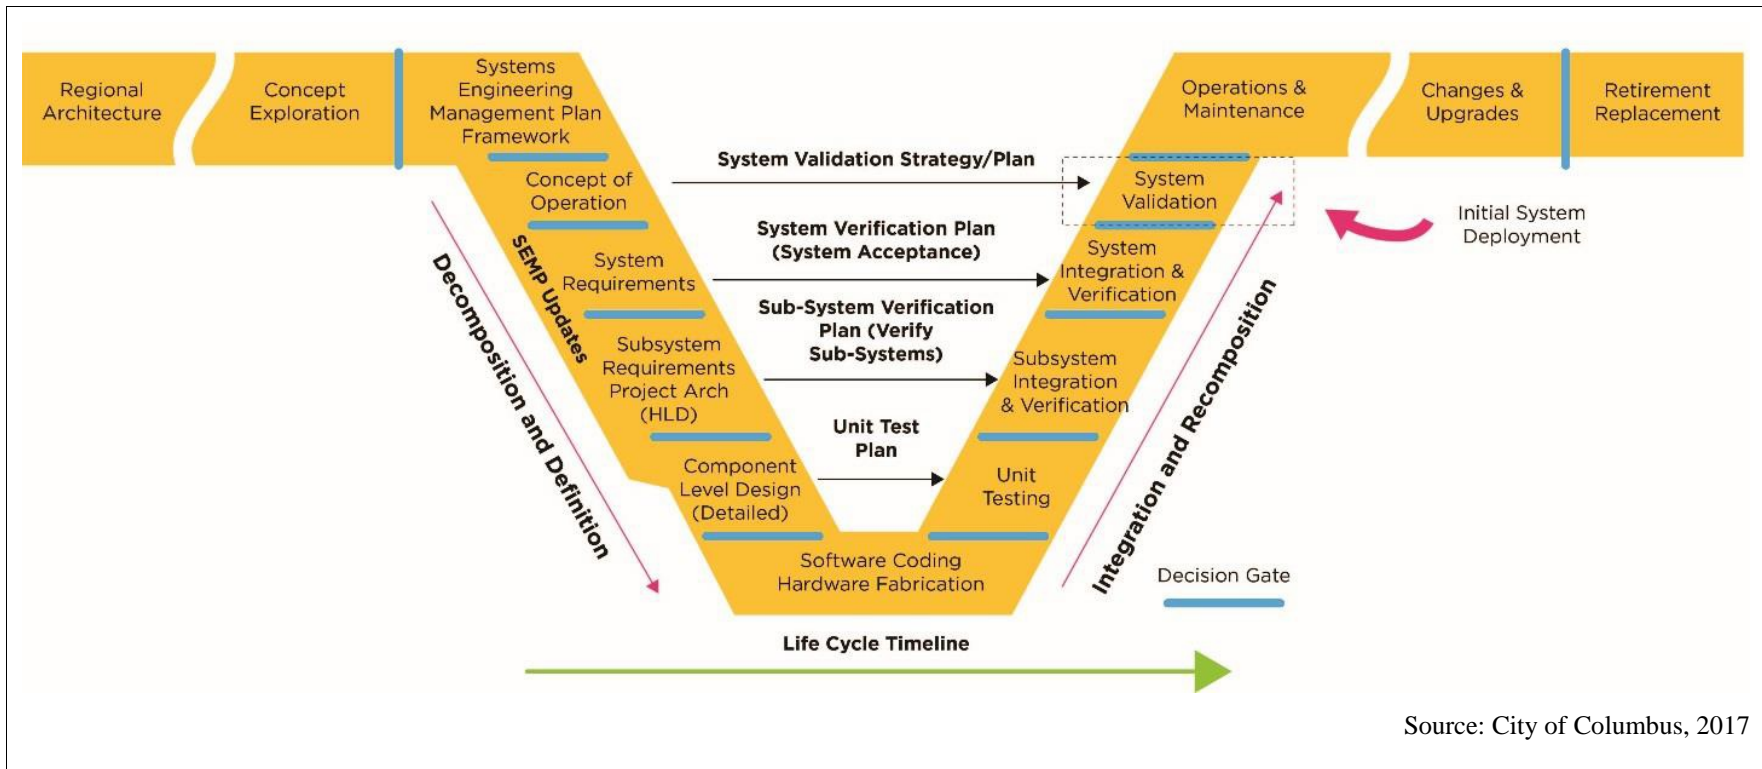 Regional
Architecture
Concept
Exploration
Systems
Engineering
Management Plan
Framework
Concept of
Operation
System
Requirements
Subsystem
Requirements
Project Arch
(HLD)
Component
Level Design
(Detailed)
Software Coding
Hardware Fabrication
Unit
Testing
Subsystem
Integration
& Verification
System
Integration &
Verification
System
Validation
Operations &
Maintenance
Changes &
Upgrades
Retirement
Replacement
System Validation Strategy/Plan
System Verification Plan
(System Acceptance)
Sub-System Verification
Plan (Verify
Sub-Systems)
Unit Test
Plan
SEMP Updates
Decomposition and Definition
Integration and Recomposition
Initial System
Deployment
Decision Gate
Life Cycle Timeline
Source: City of Columbus, 2017